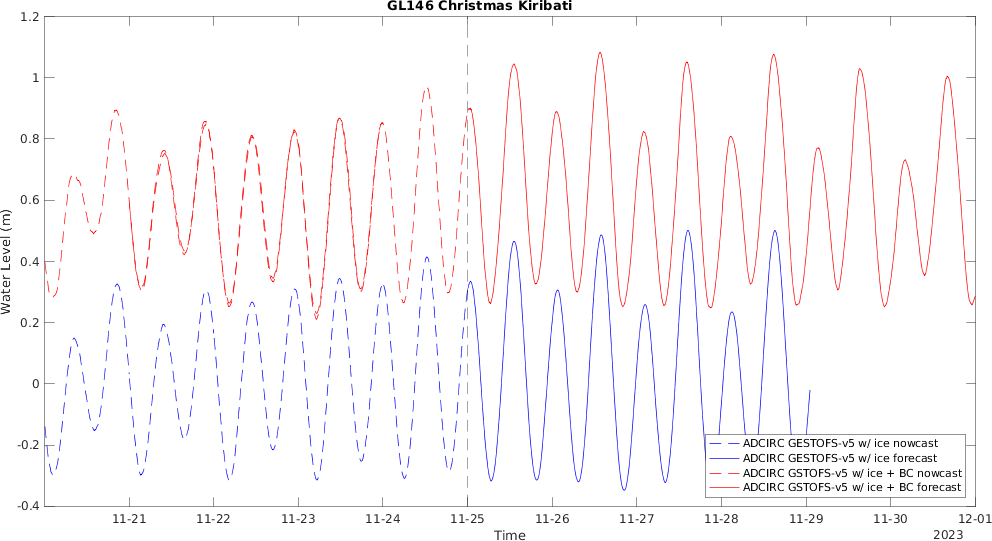 GL146 Christmas Kiribati
Water Level (m)
1.2
1
0.8
0.6
0.4
0.2
0
-0.2
-0.4
ADCIRC GESTOFS-v5 w/ ice nowcast
ADCIRC GESTOFS-v5 w/ ice forecast
ADCIRC GSTOFS-v5 w/ ice + BC nowcast
ADCIRC GSTOFS-v5 w/ ice + BC forecast
11-21 11-22 11-23 11-24 11-25 11-26 11-27 11-28 11-29 11-30 12-01
Time
2023